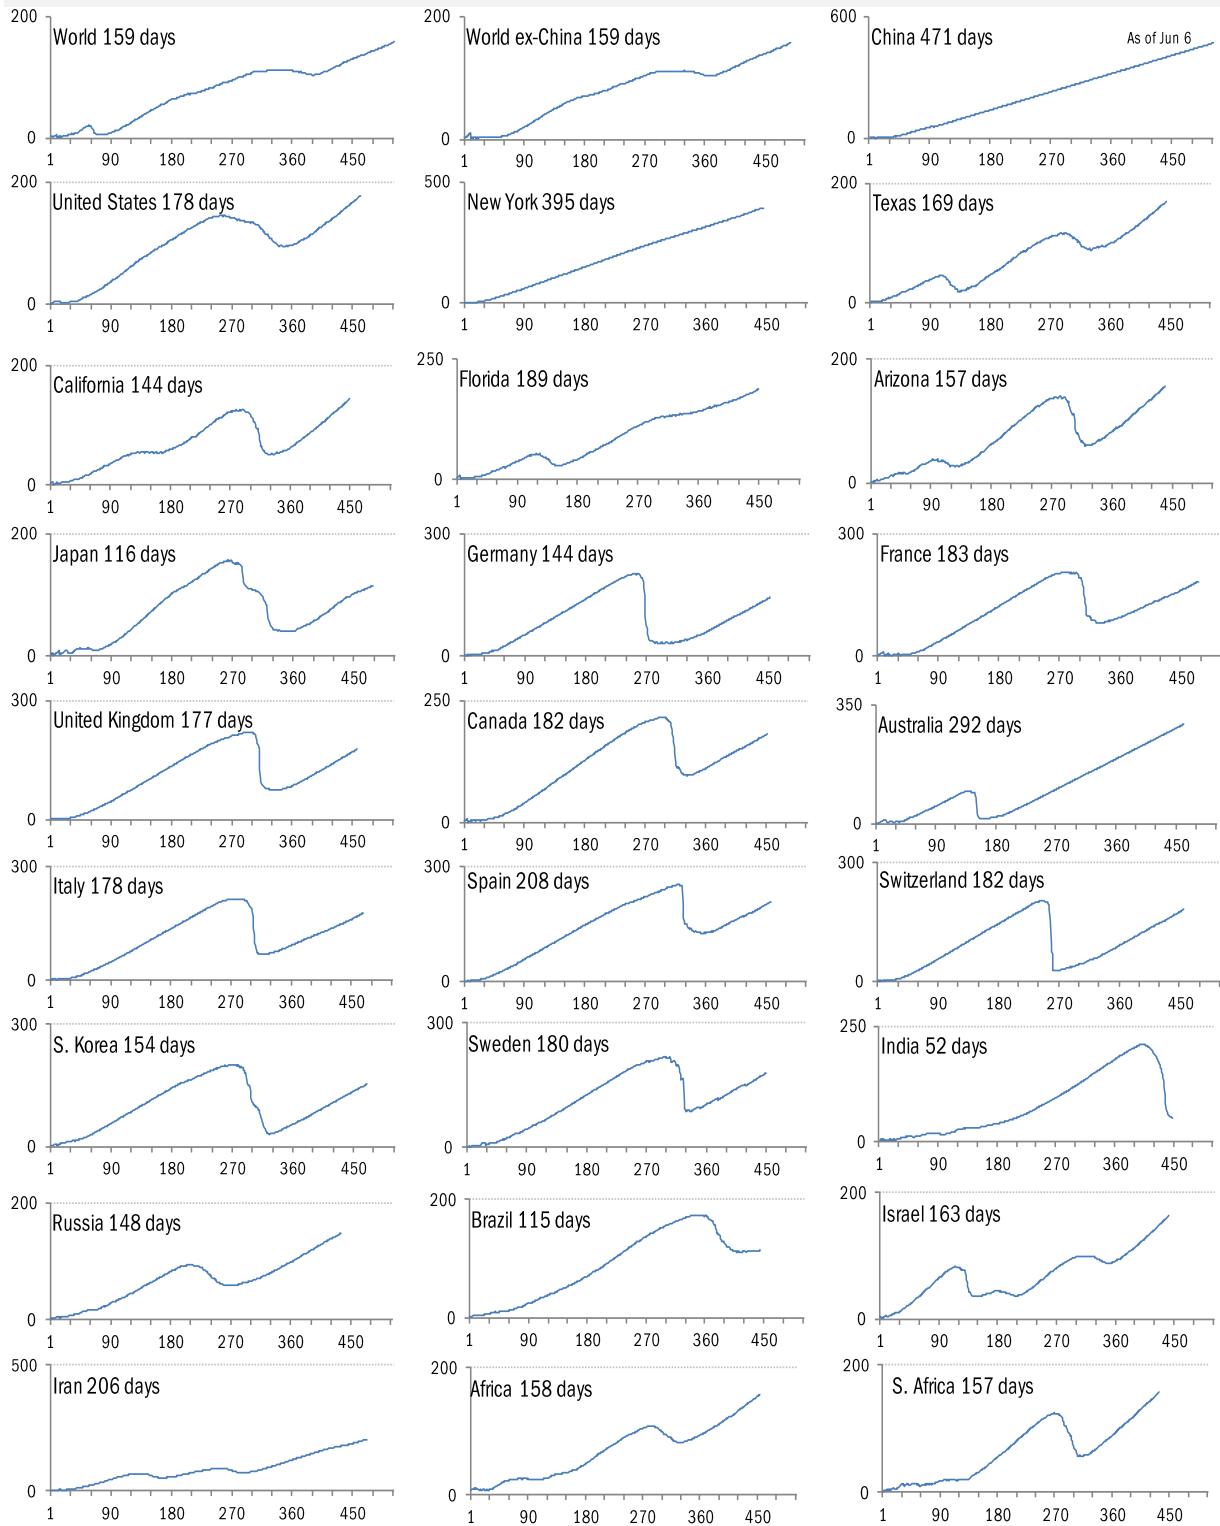 200 200 600
World 159 days World ex-China 159 days China 471 days As of Jun 6
0 0 0
1 90 180 270 360 450 1 90 180 270 360 450 1 90 180 270 360 450
200 500 200
United States 178 days New York 395 days Texas 169 days
0 0 0
1 90 180 270 360 450 1 90 180 270 360 450 1 90 180 270 360 450
200 250 200
California 144 days Florida 189 days Arizona 157 days
0 0 0
1 90 180 270 360 450 1 90 180 270 360 450 1 90 180 270 360 450
200 300 300
Japan 116 days Germany 144 days France 183 days
0 0 0
1 90 180 270 360 450 1 90 180 270 360 450 1 90 180 270 360 450
300 250 350
United Kingdom 177 days Canada 182 days Australia 292 days
0 0 0
1 90 180 270 360 450 1 90 180 270 360 450 1 90 180 270 360 450
300 300 300
Italy 178 days Spain 208 days Switzerland 182 days
0 0 0
1 90 180 270 360 450 1 90 180 270 360 450 1 90 180 270 360 450
300 300 250
S. Korea 154 days Sweden 180 days India 52 days
0 0 0
1 90 180 270 360 450 1 90 180 270 360 450 1 90 180 270 360 450
200 200 200
Russia 148 days Brazil 115 days Israel 163 days
0 0 0
1 90 180 270 360 450 1 90 180 270 360 450 1 90 180 270 360 450
500 200 200
Iran 206 days Africa 158 days S. Africa 157 days
0 0 0
1 90 180 270 360 450 1 90 180 270 360 450 1 90 180 270 360 450